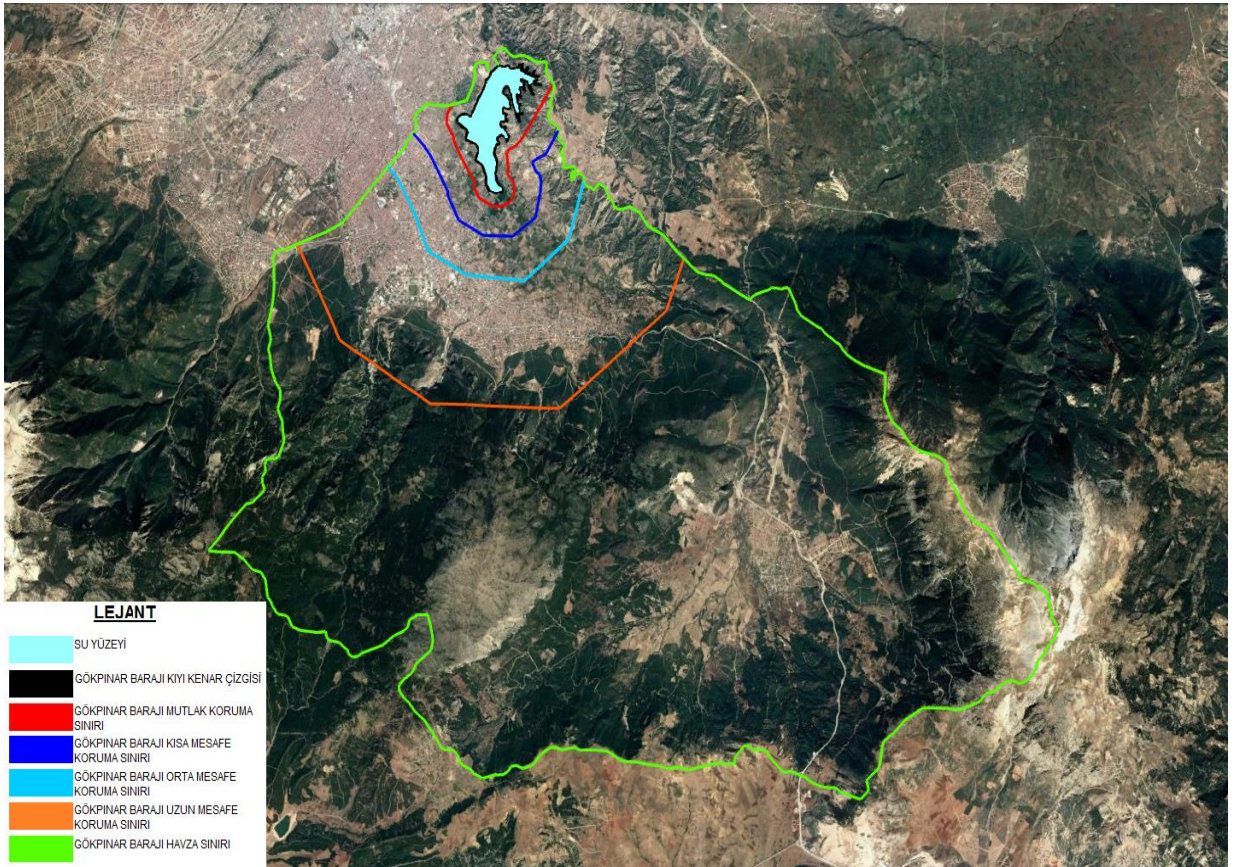 LEJANT
SU YÜZEYİ
GÖKPINAR BARAJI KIYI KENAR ÇİZGİSİ
GÖKPINAR BARAJI MUTLAK KORUMA
SINIRI
GÖKPINAR BARAJI KISA MESAFE
KORUMA SINIRI
GÖKPINAR BARAJI ORTA MESAFE
KORUMA SINIRI
GÖKPINAR BARAJI UZUN MESAFE
KORUMA SINIRI
GÖKPINAR BARAJI HAVZA SINIRI